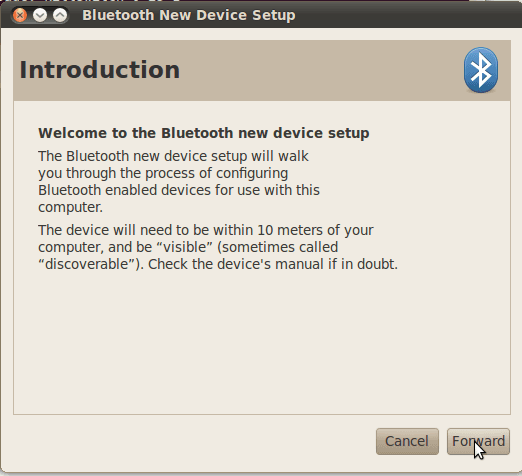 Bluetooth New Device Setup
Introduction
Welcome to the Bluetooth new device setup
The Bluetooth new device setup will walk
you through the process of configuring
Bluetooth enabled devices for use with this
computer.
The device will need to be within 10 meters of your
computer, and be “visible” (sometimes called
“discoverable”). Check the device's manual if in doubt.
Cancel
Forward